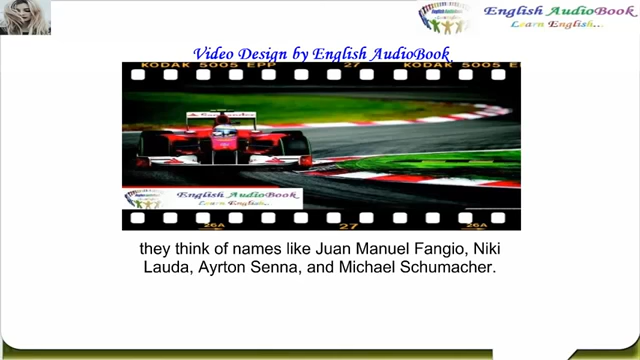 English AudioBook
Learn English...
Video Design by English AudioBook
KODAK 5005 EPP
27
KODAK 5005 E
Santander
English AudioBook
Learn English...
26A
27
26A
they think of names like Juan Manuel Fangio, Niki
Lauda, Ayrton Senna, and Michael Schumacher.